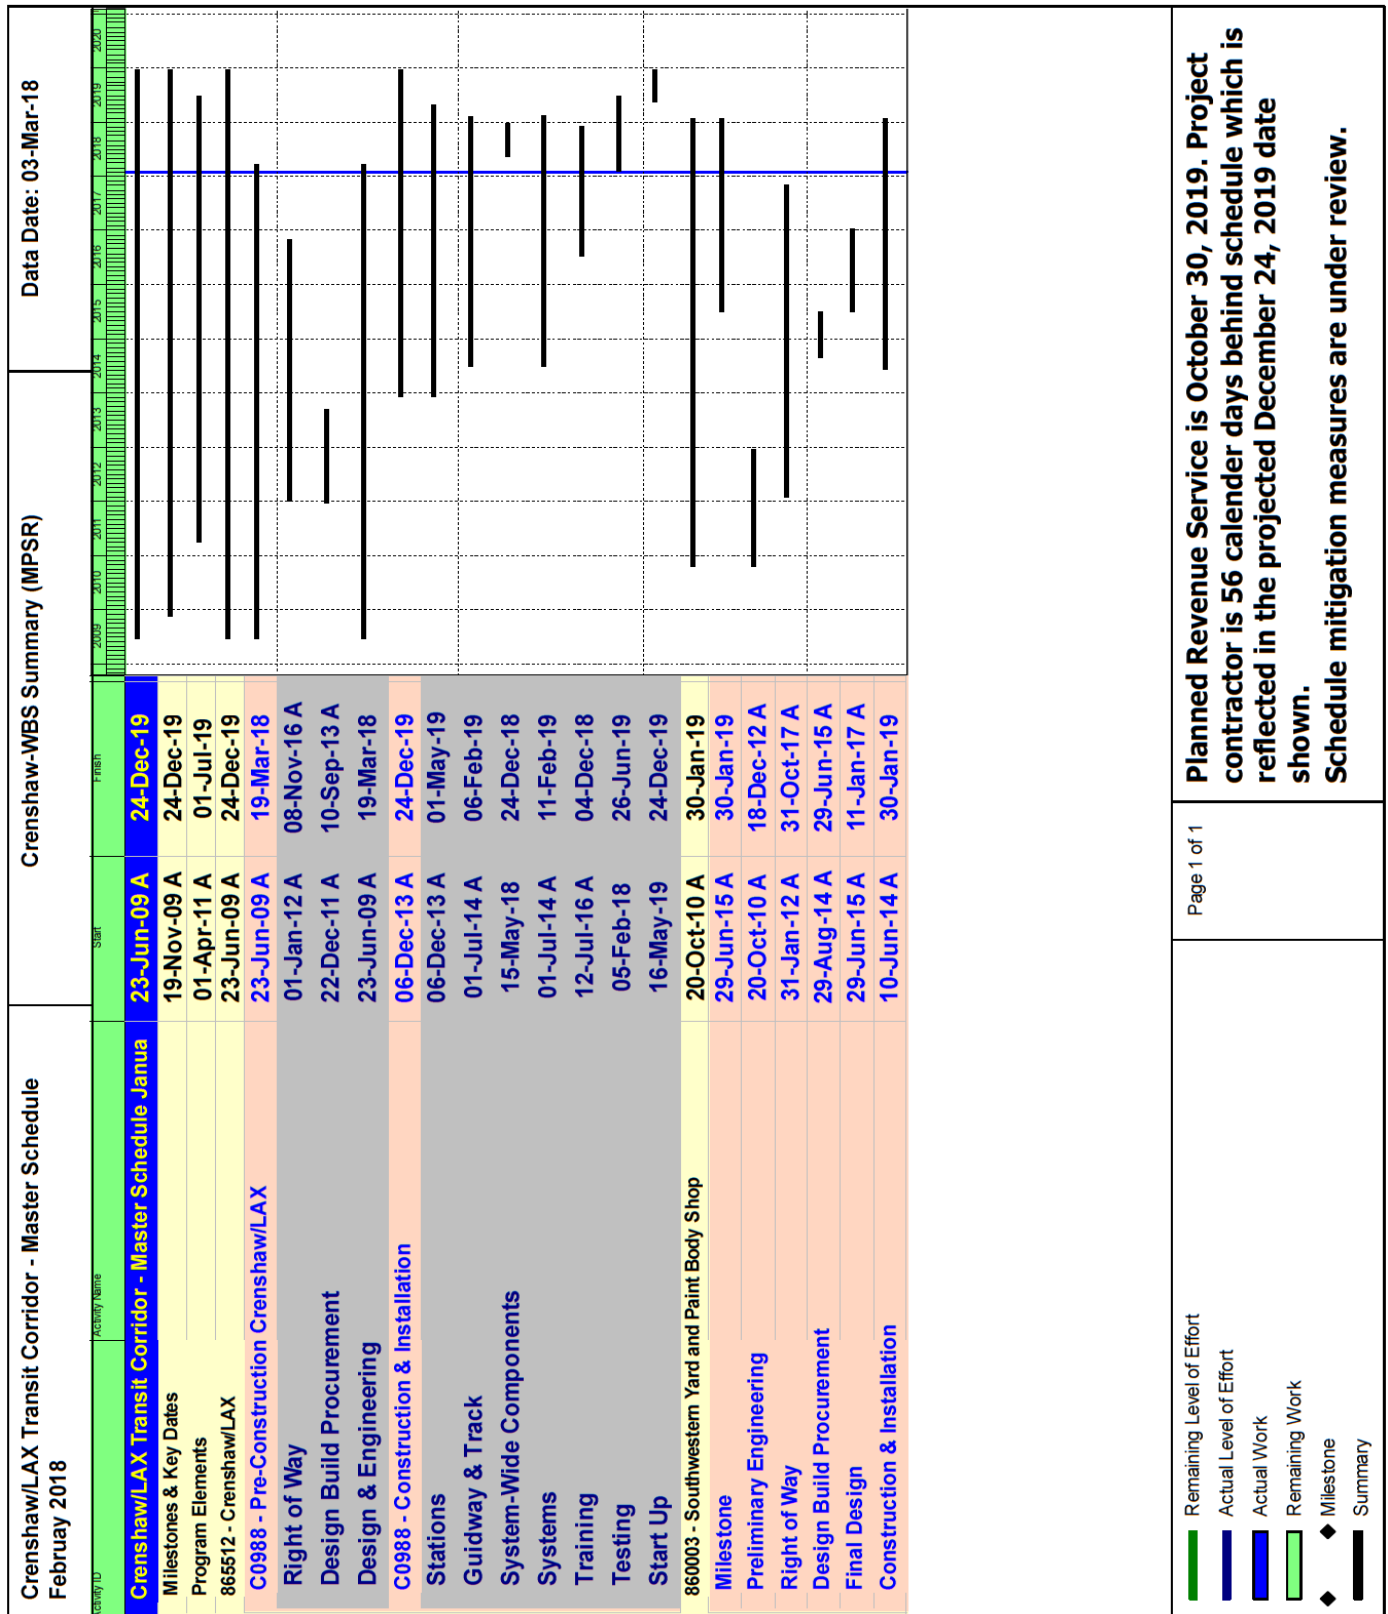 Crenshaw/LAX Transit Corridor - Master Schedule
Februay 2018
Crenshaw-WBS Summary (MPSR)
Data Date: 03-Mar-18
Activity ID Activity Name Start Finish 2009 2010 2011 2012 2013 2014 2015 2016 2017 2018 2019 2020
Crenshaw/LAX Transit Corridor - Master Schedule Janua 23-Jun-09 A 24-Dec-19
Milestones & Key Dates 19-Nov-09 A 24-Dec-19
Program Elements 01-Apr-11 A 01-Jul-19
865512 - Crenshaw/LAX 23-Jun-09 A 24-Dec-19
C0988 - Pre-Construction Crenshaw/LAX 23-Jun-09 A 19-Mar-18
Right of Way 01-Jan-12 A 08-Nov-16 A
Design Build Procurement 22-Dec-11 A 10-Sep-13 A
Design & Engineering 23-Jun-09 A 19-Mar-18
C0988 - Construction & Installation 06-Dec-13 A 24-Dec-19
Stations 06-Dec-13 A 01-May-19
Guidway & Track 01-Jul-14 A 06-Feb-19
System-Wide Components 15-May-18 24-Dec-18
Systems 01-Jul-14 A 11-Feb-19
Training 12-Jul-16 A 04-Dec-18
Testing 05-Feb-18 26-Jun-19
Start Up 16-May-19 24-Dec-19
860003 - Southwestern Yard and Paint Body Shop 20-Oct-10 A 30-Jan-19
Milestone 29-Jun-15 A 30-Jan-19
Preliminary Engineering 20-Oct-10 A 18-Dec-12 A
Right of Way 31-Jan-12 A 31-Oct-17 A
Design Build Procurement 29-Aug-14 A 29-Jun-15 A
Final Design 29-Jun-15 A 11-Jan-17 A
Construction & Installation 10-Jun-14 A 30-Jan-19
Remaining Level of Effort
Actual Level of Effort
Actual Work
Remaining Work
Milestone
Summary
Page 1 of 1
Planned Revenue Service is October 30, 2019. Project
contractor is 56 calender days behind schedule which is
reflected in the projected December 24, 2019 date
shown.
Schedule mitigation measures are under review.